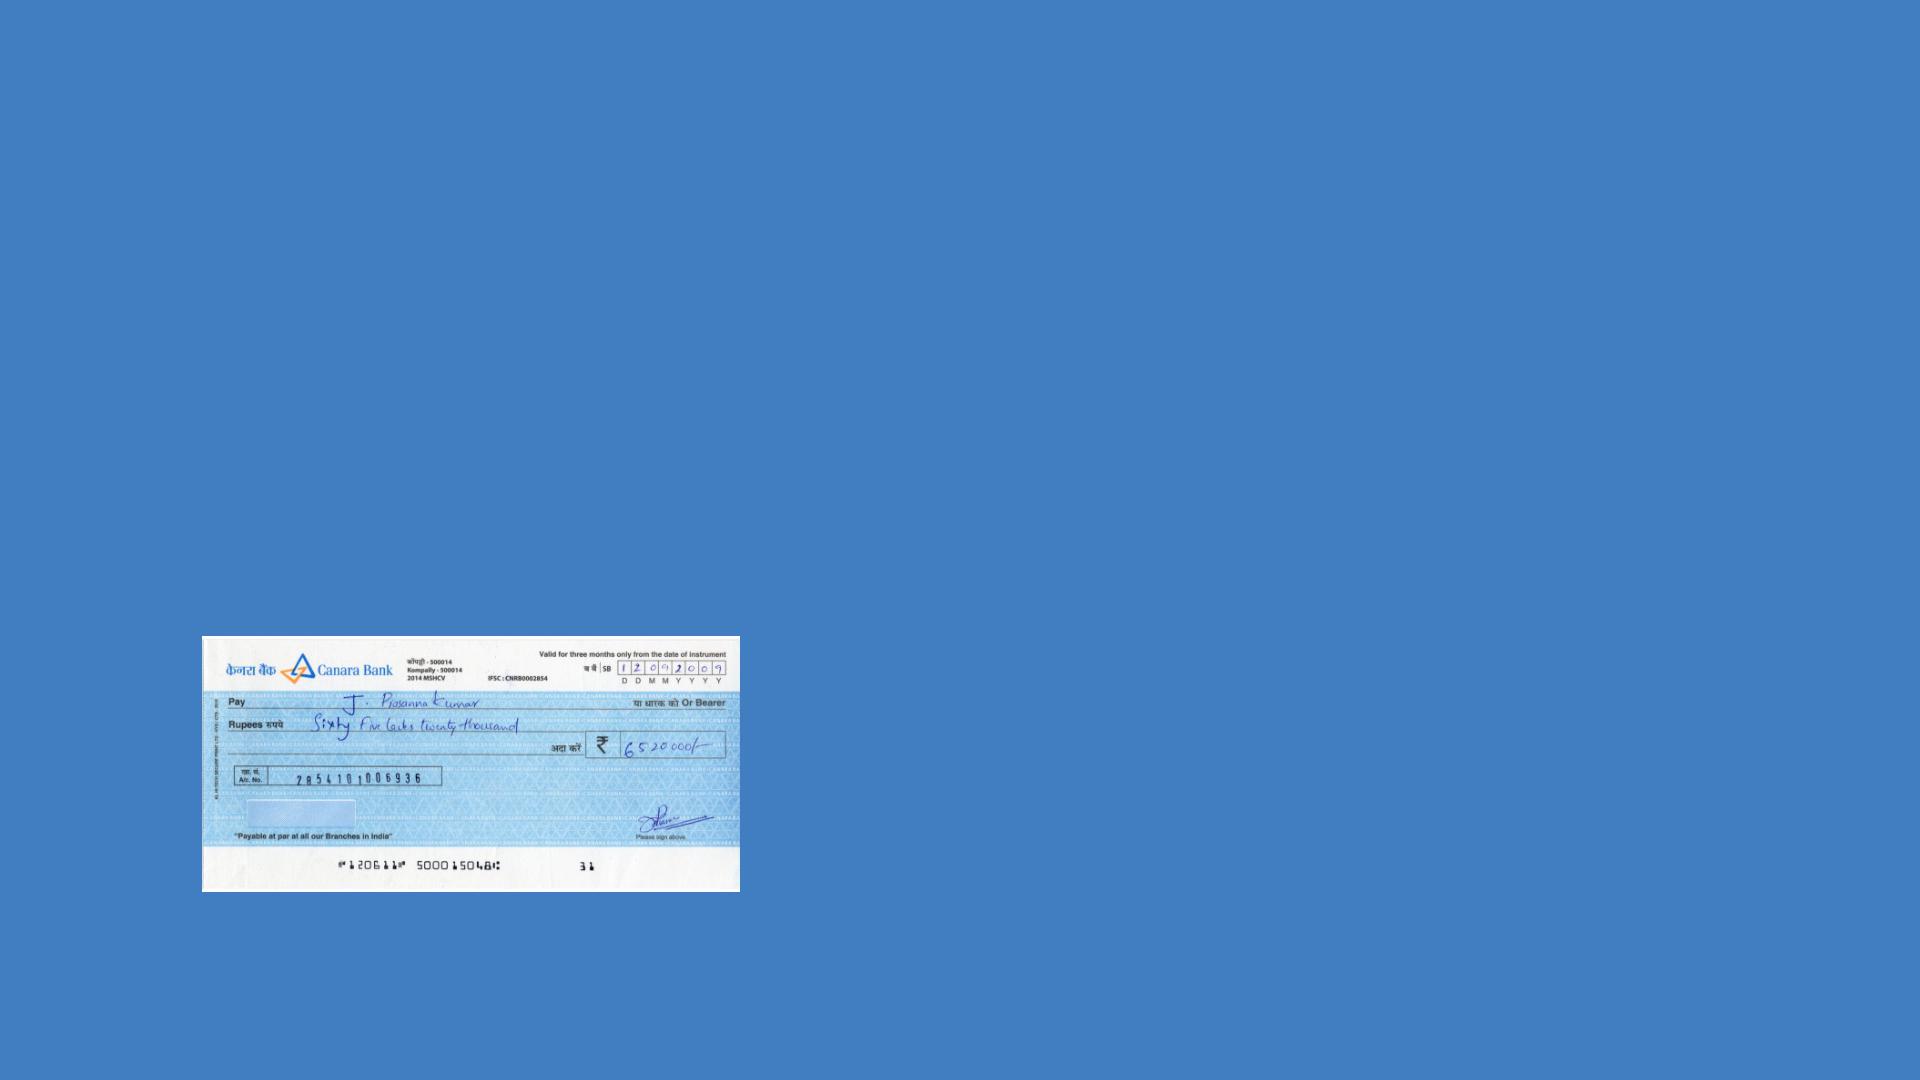 Valid for three months only from the date of Instrument
केनरा बैंक Canara Bank
कोंपल्ली - 500014
Kompally - 500014
2014 MSHCV
IFSC : CNRB0002854
ब बैं SB 12092009
D D M M Y Y Y Y
Pay J. Prasanna kumar या धारक को Or Bearer
Rupees रुपये Sixty Five lacks twenty thousand
अदा करें ₹ 6520000/-
खा. सं.
A/c. No. 2854101006936
"Payable at par at all our Branches in India"
Please sign above
⑈120611⑈ 500015048⑆ 31